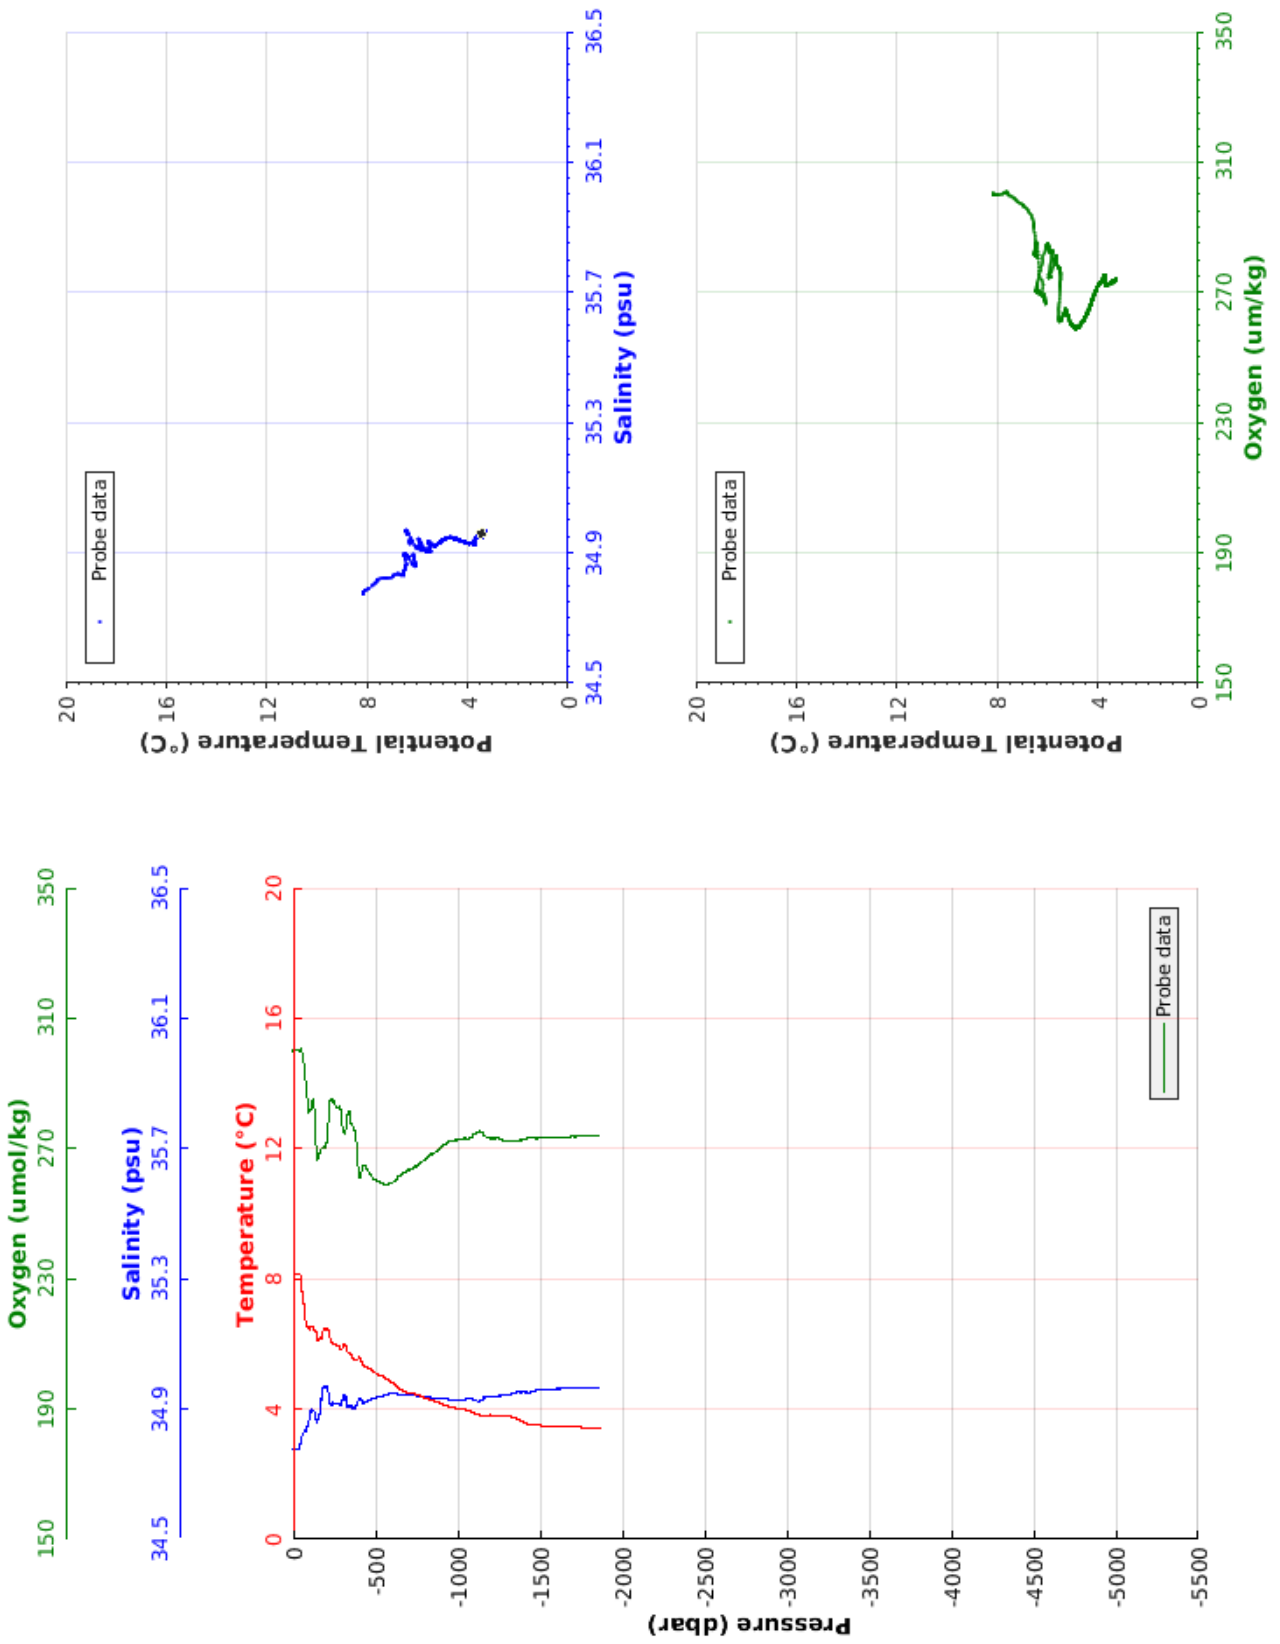 Oxygen (umol/kg)
150 190 230 270 310 350
Salinity (psu)
34.5 34.9 35.3 35.7 36.1 36.5
Temperature (°C)
0 4 8 12 16 20
0
-500
-1000
-1500
-2000
-2500
-3000
-3500
-4000
-4500
-5000
-5500
Pressure (dbar)
Probe data
20
16
12
8
4
0
Potential Temperature (°C)
Probe data
34.5 34.9 35.3 35.7 36.1 36.5
Salinity (psu)
20
16
12
8
4
0
Potential Temperature (°C)
Probe data
150 190 230 270 310 350
Oxygen (um/kg)